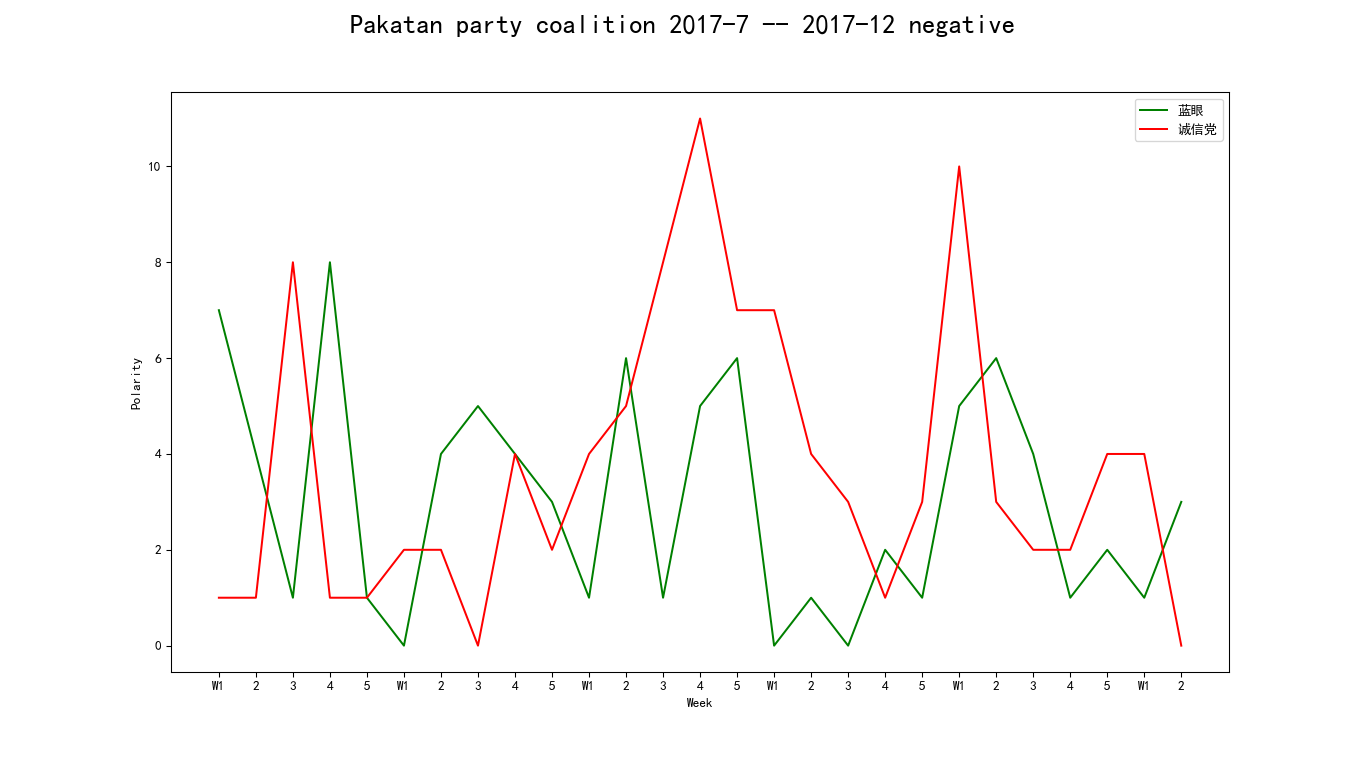 Pakatan party coalition 2017-7 -- 2017-12 negative
蓝眼
诚信党
10
8
6
4
2
0
Polarity
W1 2 3 4 5 W1 2 3 4 5 W1 2 3 4 5 W1 2 3 4 5 W1 2 3 4 5 W1 2
Week